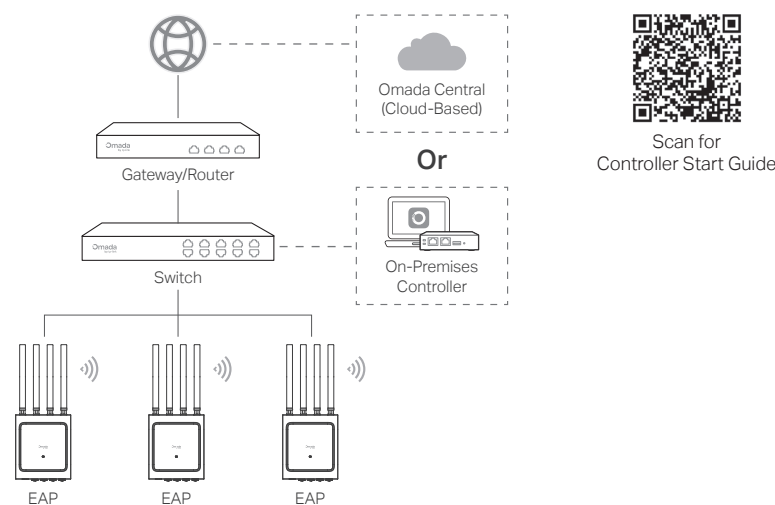 Omada Central
(Cloud-Based)
Scan for
Controller Start Guide
Omada
Or
Gateway/Router
Omada
On-Premises
Controller
Switch
EAP
EAP
EAP